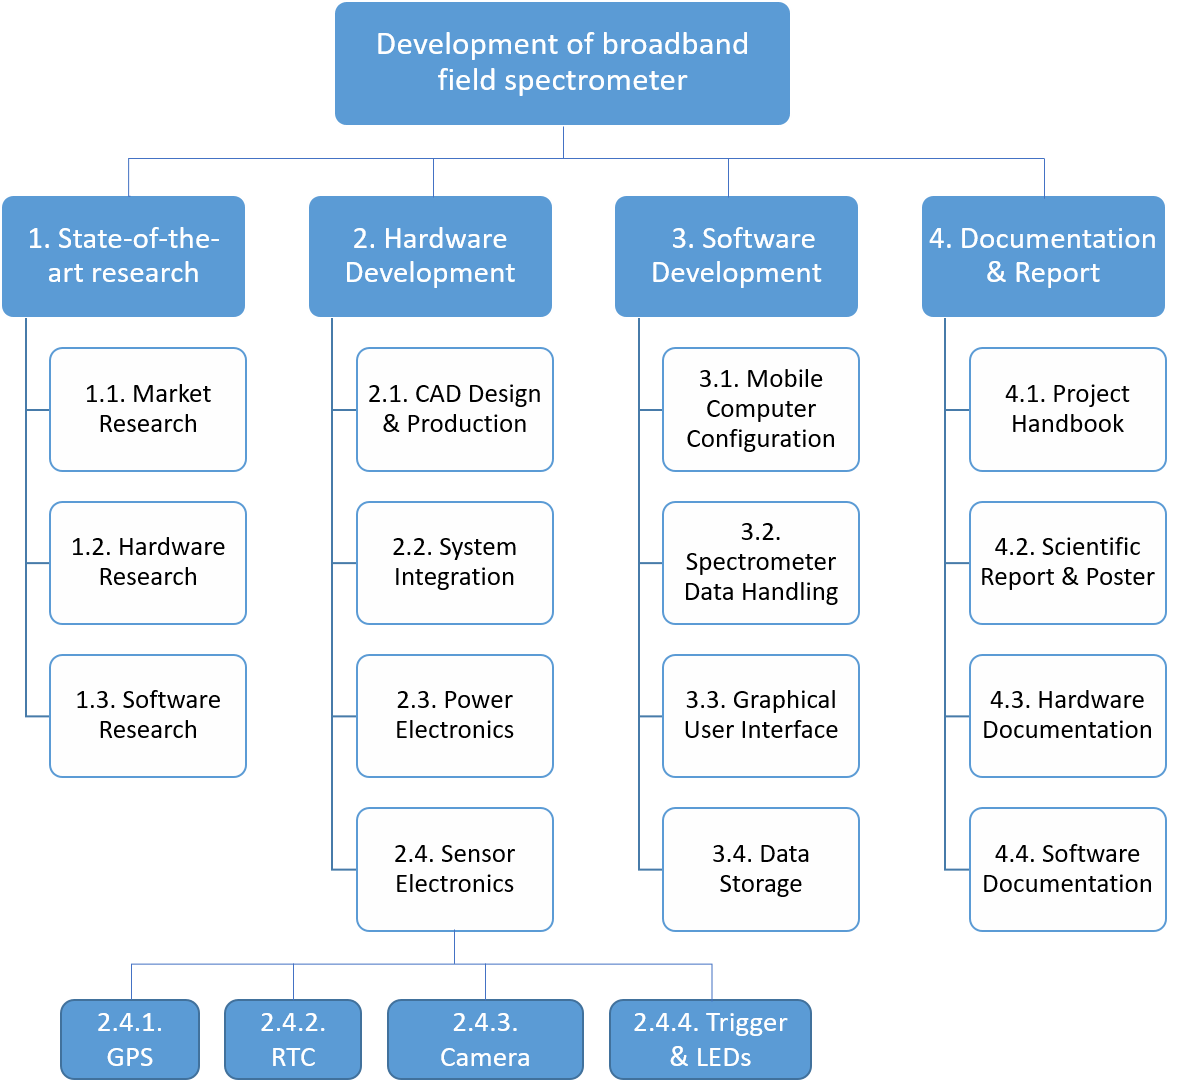 Development of broadband
field spectrometer
1. State-of-the-
art research
2. Hardware
Development
3. Software
Development
4. Documentation
& Report
1.1. Market
Research
1.2. Hardware
Research
1.3. Software
Research
2.1. CAD Design
& Production
2.2. System
Integration
2.3. Power
Electronics
2.4. Sensor
Electronics
2.4.1.
GPS
2.4.2.
RTC
2.4.3.
Camera
2.4.4. Trigger
& LEDs
3.1. Mobile
Computer
Configuration
3.2.
Spectrometer
Data Handling
3.3. Graphical
User Interface
3.4. Data
Storage
4.1. Project
Handbook
4.2. Scientific
Report & Poster
4.3. Hardware
Documentation
4.4. Software
Documentation